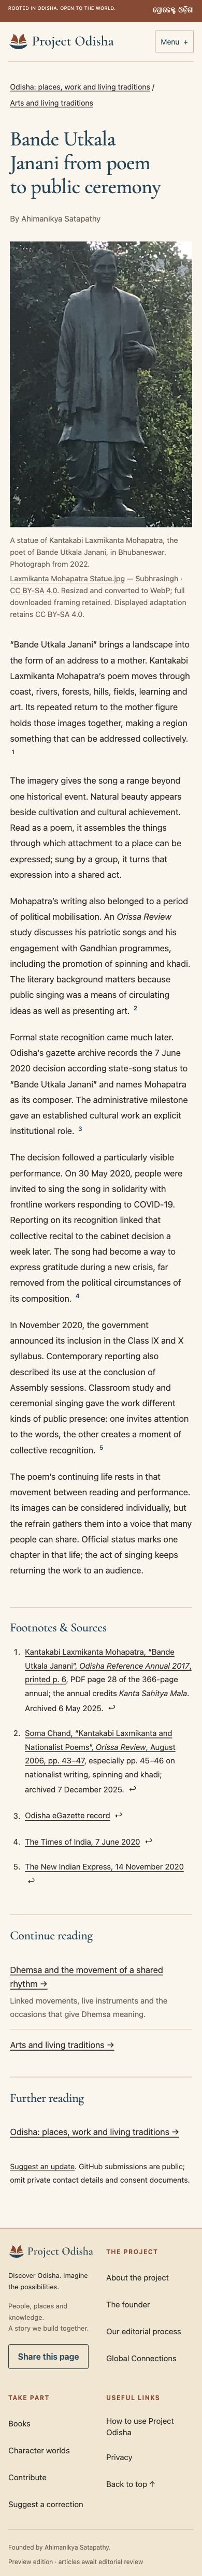 ROOTED IN ODISHA. OPEN TO THE WORLD.
ପ୍ରୋଜେକ୍ଟ ଓଡ଼ିଶା
Project Odisha
Menu +
Odisha: places, work and living traditions /
Arts and living traditions
Bande Utkala
Janani from poem
to public ceremony
By Ahimanikya Satapathy
A statue of Kantakabi Laxmikanta Mohapatra, the
poet of Bande Utkala Janani, in Bhubaneswar.
Photograph from 2022.
Laxmikanta Mohapatra Statue.jpg — Subhrasingh ·
CC BY-SA 4.0. Resized and converted to WebP; full
downloaded framing retained. Displayed adaptation
retains CC BY-SA 4.0.
“Bande Utkala Janani” brings a landscape into
the form of an address to a mother. Kantakabi
Laxmikanta Mohapatra’s poem moves through
coast, rivers, forests, hills, fields, learning and
art. Its repeated return to the mother figure
holds those images together, making a region
something that can be addressed collectively.
1
The imagery gives the song a range beyond
one historical event. Natural beauty appears
beside cultivation and cultural achievement.
Read as a poem, it assembles the things
through which attachment to a place can be
expressed; sung by a group, it turns that
expression into a shared act.
Mohapatra’s writing also belonged to a period
of political mobilisation. An Orissa Review
study discusses his patriotic songs and his
engagement with Gandhian programmes,
including the promotion of spinning and khadi.
The literary background matters because
public singing was a means of circulating
ideas as well as presenting art. 2
Formal state recognition came much later.
Odisha’s gazette archive records the 7 June
2020 decision according state-song status to
“Bande Utkala Janani” and names Mohapatra
as its composer. The administrative milestone
gave an established cultural work an explicit
institutional role. 3
The decision followed a particularly visible
performance. On 30 May 2020, people were
invited to sing the song in solidarity with
frontline workers responding to COVID-19.
Reporting on its recognition linked that
collective recital to the cabinet decision a
week later. The song had become a way to
express gratitude during a new crisis, far
removed from the political circumstances of
its composition. 4
In November 2020, the government
announced its inclusion in the Class IX and X
syllabus. Contemporary reporting also
described its use at the conclusion of
Assembly sessions. Classroom study and
ceremonial singing gave the work different
kinds of public presence: one invites attention
to the words, the other creates a moment of
collective recognition. 5
The poem’s continuing life rests in that
movement between reading and performance.
Its images can be considered individually, but
the refrain gathers them into a voice that many
people can share. Official status marks one
chapter in that life; the act of singing keeps
returning the work to an audience.
Footnotes & Sources
1. Kantakabi Laxmikanta Mohapatra, “Bande
Utkala Janani”, Odisha Reference Annual 2017,
printed p. 6, PDF page 28 of the 366-page
annual; the annual credits Kanta Sahitya Mala.
Archived 6 May 2025. ↩
2. Soma Chand, “Kantakabi Laxmikanta and
Nationalist Poems”, Orissa Review, August
2006, pp. 43–47, especially pp. 45–46 on
nationalist writing, spinning and khadi;
archived 7 December 2025. ↩
3. Odisha eGazette record ↩
4. The Times of India, 7 June 2020 ↩
5. The New Indian Express, 14 November 2020
↩
Continue reading
Dhemsa and the movement of a shared
rhythm →
Linked movements, live instruments and the
occasions that give Dhemsa meaning.
Arts and living traditions →
Further reading
Odisha: places, work and living traditions →
Suggest an update. GitHub submissions are public;
omit private contact details and consent documents.
Project Odisha
Discover Odisha. Imagine
the possibilities.
People, places and
knowledge.
A story we build together.
Share this page
THE PROJECT
About the project
The founder
Our editorial process
Global Connections
TAKE PART
Books
Character worlds
Contribute
Suggest a correction
USEFUL LINKS
How to use Project
Odisha
Privacy
Back to top ↑
Founded by Ahimanikya Satapathy.
Preview edition · articles await editorial review